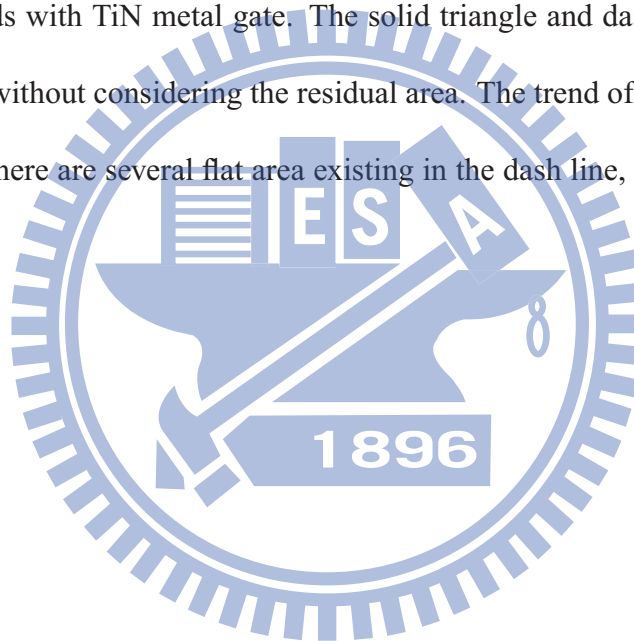 ds with TiN metal gate. The solid triangle and da
without considering the residual area. The trend of
here are several flat area existing in the dash line,
E S A
1896